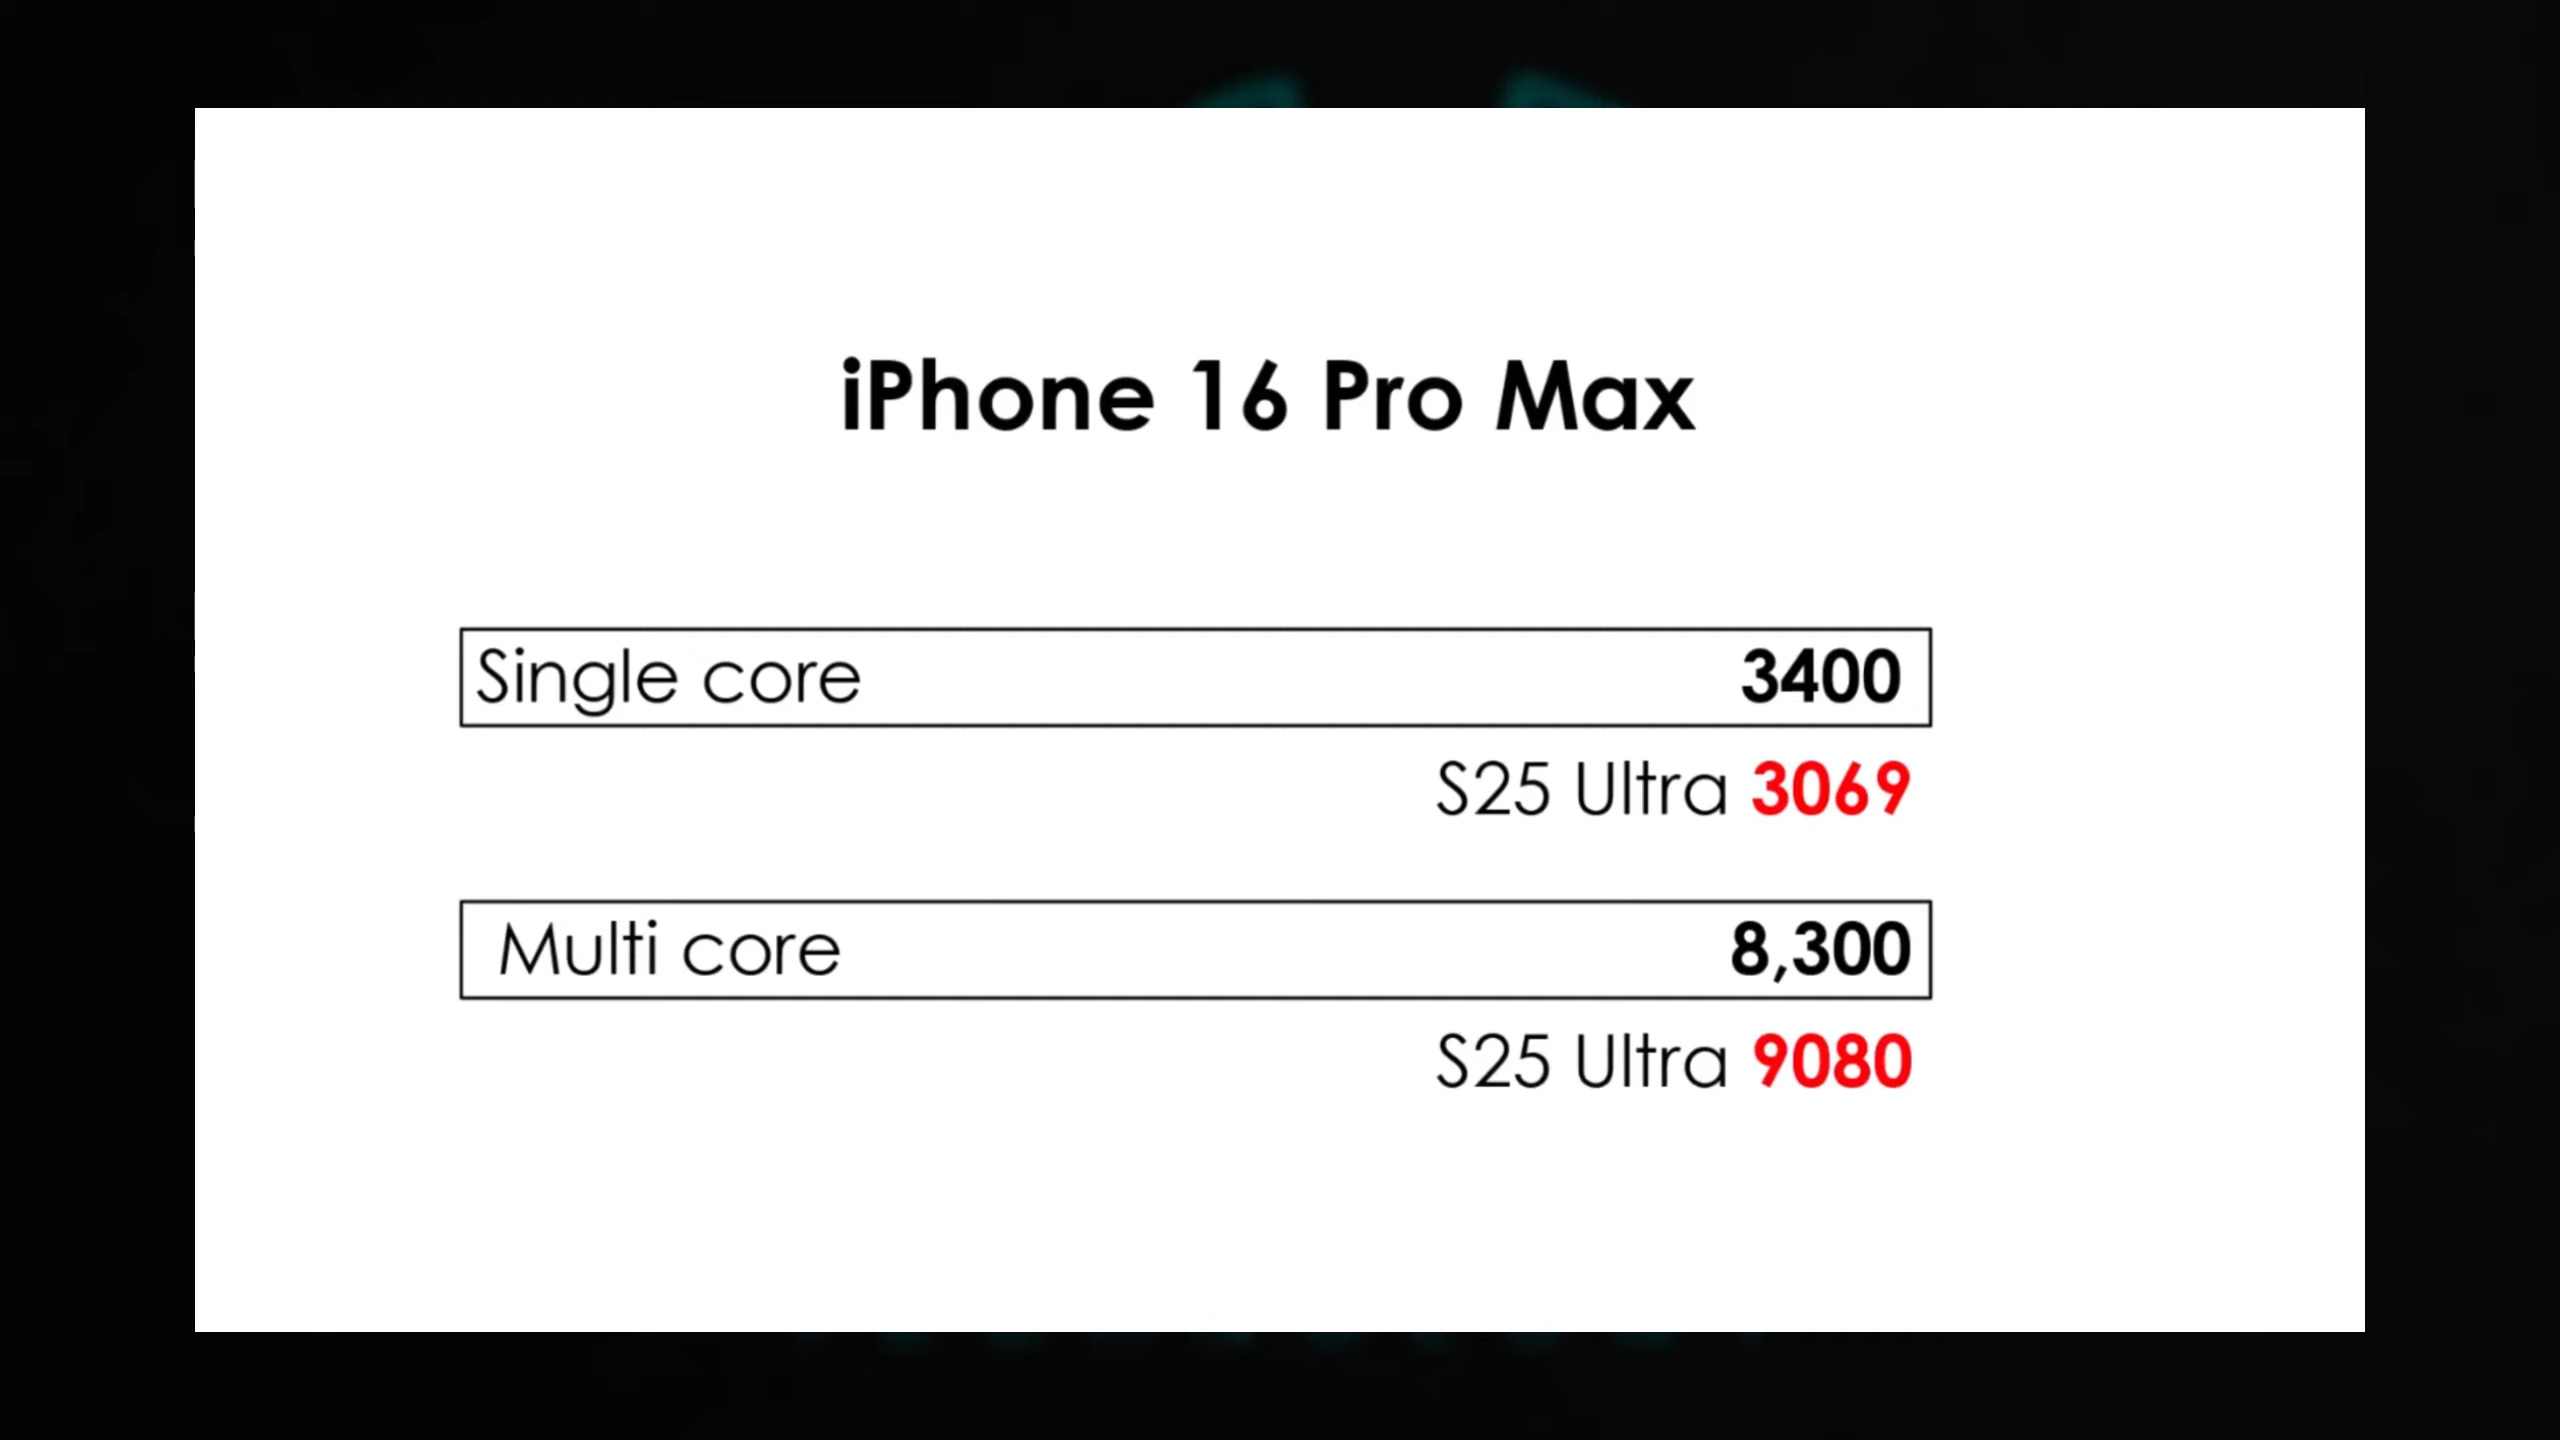 iPhone 16 Pro Max
Single core 3400
S25 Ultra 3069
Multi core 8,300
S25 Ultra 9080